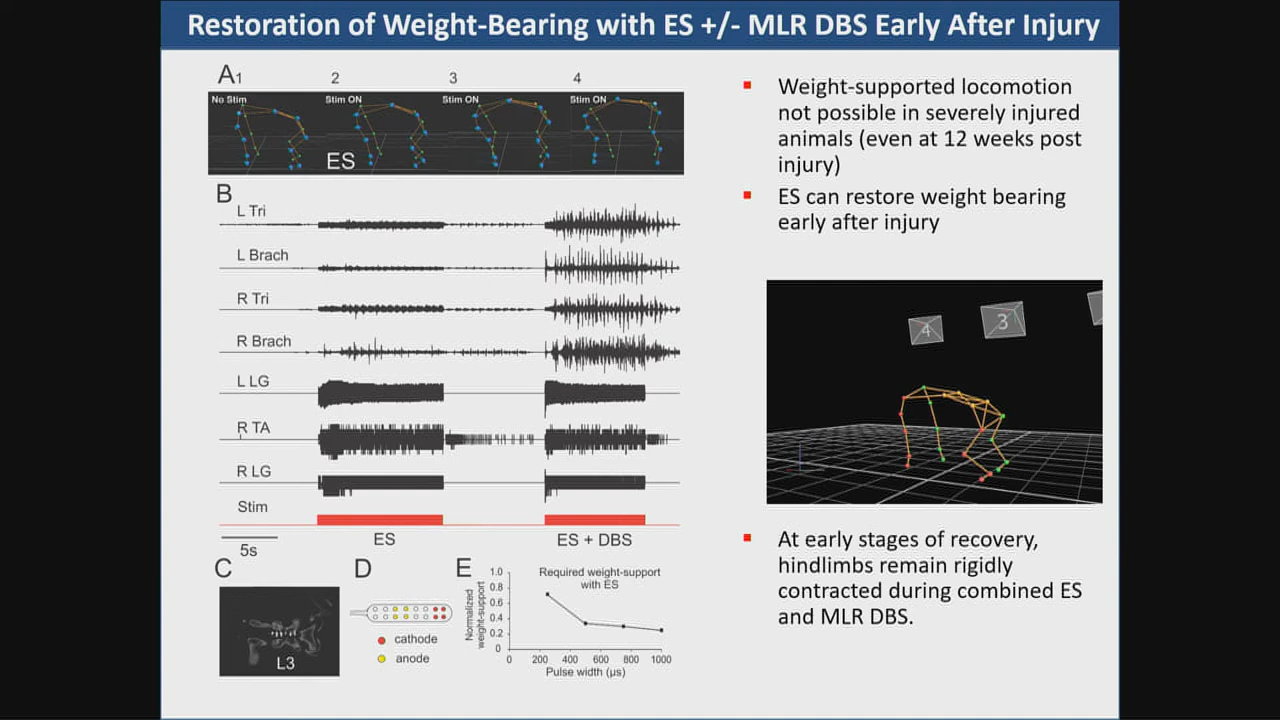 Restoration of Weight-Bearing with ES +/- MLR DBS Early After Injury
A1 2 3 4
No Stim Stim ON Stim ON Stim ON
ES
B
L Tri
L Brach
R Tri
R Brach
L LG
R TA
R LG
Stim
ES ES + DBS
5s
C
L3
D
cathode
anode
E
Required weight-support
with ES
Normalized
weight-support
1.0
0.8
0.6
0.4
0.2
0
0 200 400 600 800 1000
Pulse width (µs)
Weight-supported locomotion
not possible in severely injured
animals (even at 12 weeks post
injury)
ES can restore weight bearing
early after injury
4 3
At early stages of recovery,
hindlimbs remain rigidly
contracted during combined ES
and MLR DBS.